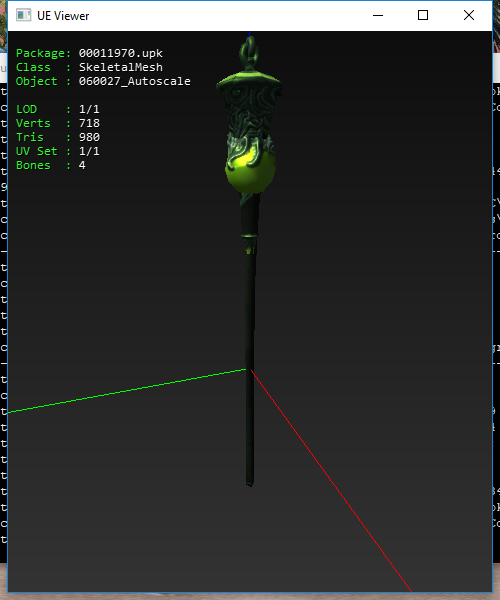 UE Viewer
Package: 00011970.upk
Class  : SkeletalMesh
Object : 060027_Autoscale
LOD    : 1/1
Verts  : 718
Tris   : 980
UV Set : 1/1
Bones  : 4